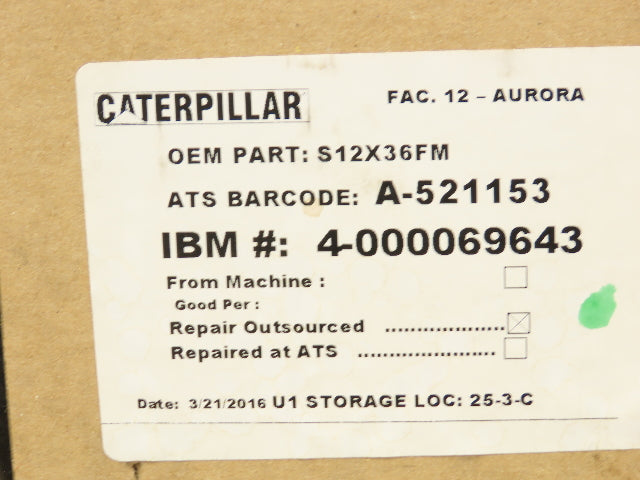 CATERPILLAR FAC. 12 – AURORA
OEM PART: S12X36FM
ATS BARCODE: A-521153
IBM #: 4-000069643
From Machine :
Good Per :
Repair Outsourced ...................
Repaired at ATS ......................
Date: 3/21/2016 U1 STORAGE LOC: 25-3-C